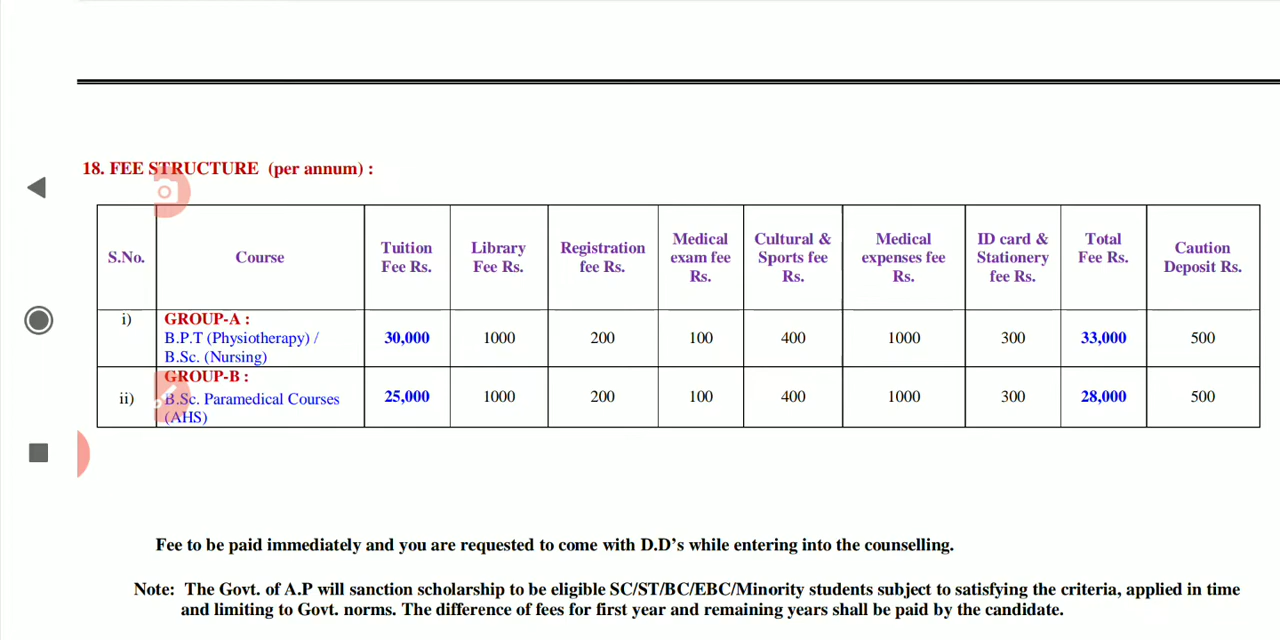 18. FEE STRUCTURE (per annum) :
S.No. Course Tuition Fee Rs. Library Fee Rs. Registration fee Rs. Medical exam fee Rs. Cultural & Sports fee Rs. Medical expenses fee Rs. ID card & Stationery fee Rs. Total Fee Rs. Caution Deposit Rs.
i) GROUP-A :
B.P.T (Physiotherapy) / 30,000 1000 200 100 400 1000 300 33,000 500
B.Sc. (Nursing)
GROUP-B :
ii) B.Sc. Paramedical Courses 25,000 1000 200 100 400 1000 300 28,000 500
(AHS)
Fee to be paid immediately and you are requested to come with D.D’s while entering into the counselling.
Note: The Govt. of A.P will sanction scholarship to be eligible SC/ST/BC/EBC/Minority students subject to satisfying the criteria, applied in time
and limiting to Govt. norms. The difference of fees for first year and remaining years shall be paid by the candidate.